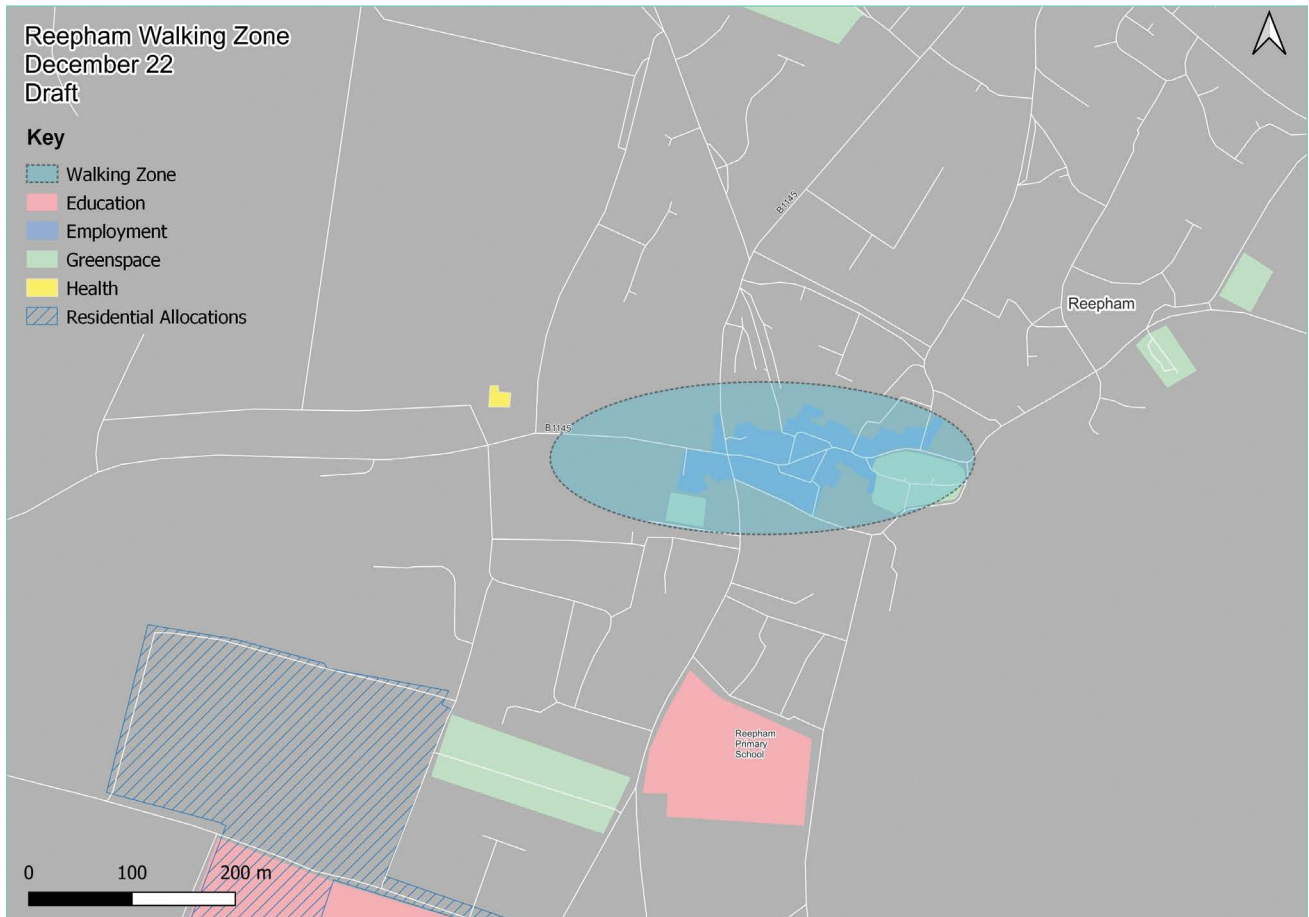 Reepham Walking Zone
December 22
Draft
Key
Walking Zone
Education
Employment
Greenspace
Health
Residential Allocations
B1145
Reepham
B1145
Reepham
Primary
School
0 100 200 m